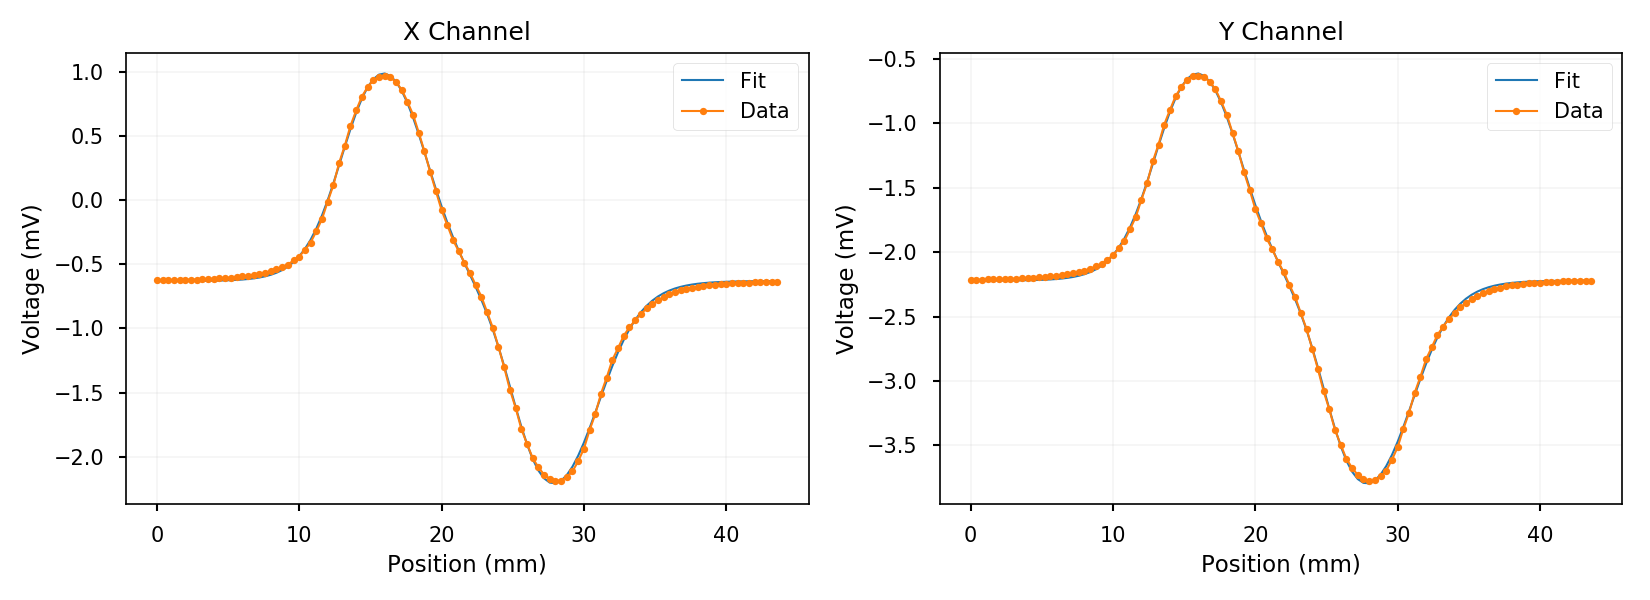 X Channel
Fit
Data
1.0
0.5
0.0
−0.5
−1.0
−1.5
−2.0
Voltage (mV)
0 10 20 30 40
Position (mm)
Y Channel
Fit
Data
−0.5
−1.0
−1.5
−2.0
−2.5
−3.0
−3.5
Voltage (mV)
0 10 20 30 40
Position (mm)